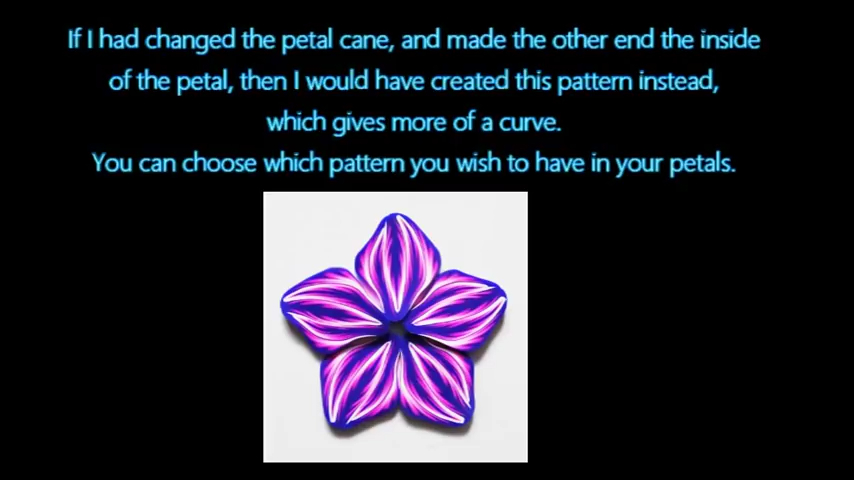 If I had changed the petal cane, and made the other end the inside
of the petal, then I would have created this pattern instead,
which gives more of a curve.
You can choose which pattern you wish to have in your petals.